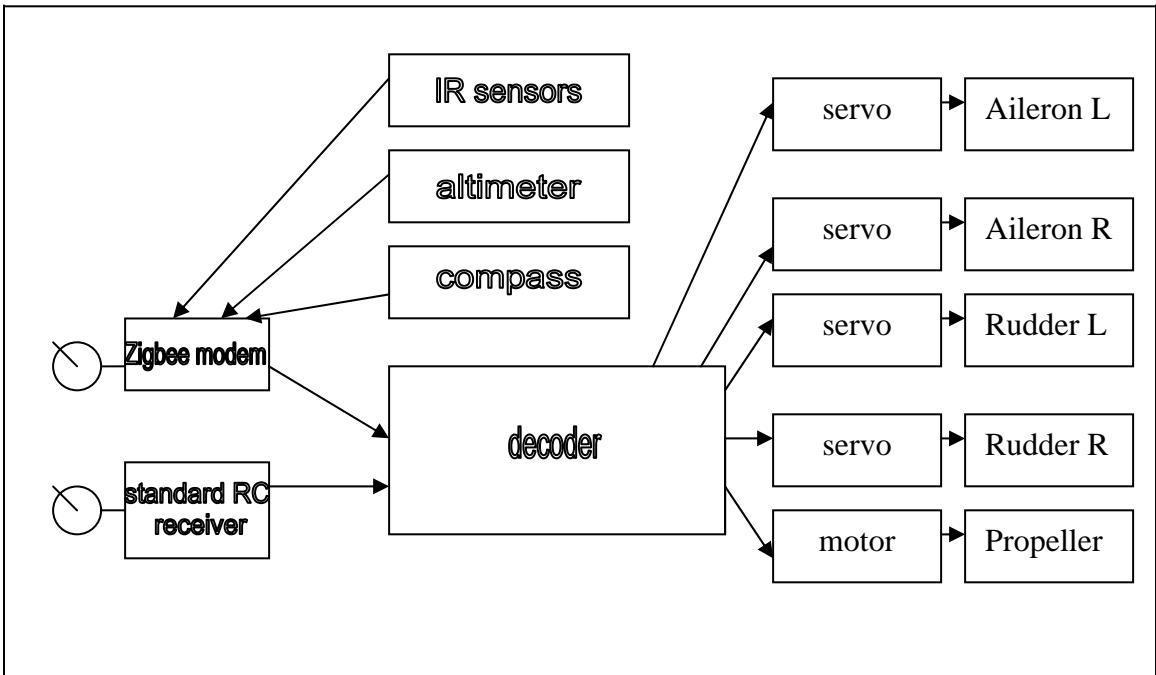 IR sensors
altimeter
compass
Zigbee modem
standard RC
receiver
decoder
servo
Aileron L
servo
Aileron R
servo
Rudder L
servo
Rudder R
motor
Propeller